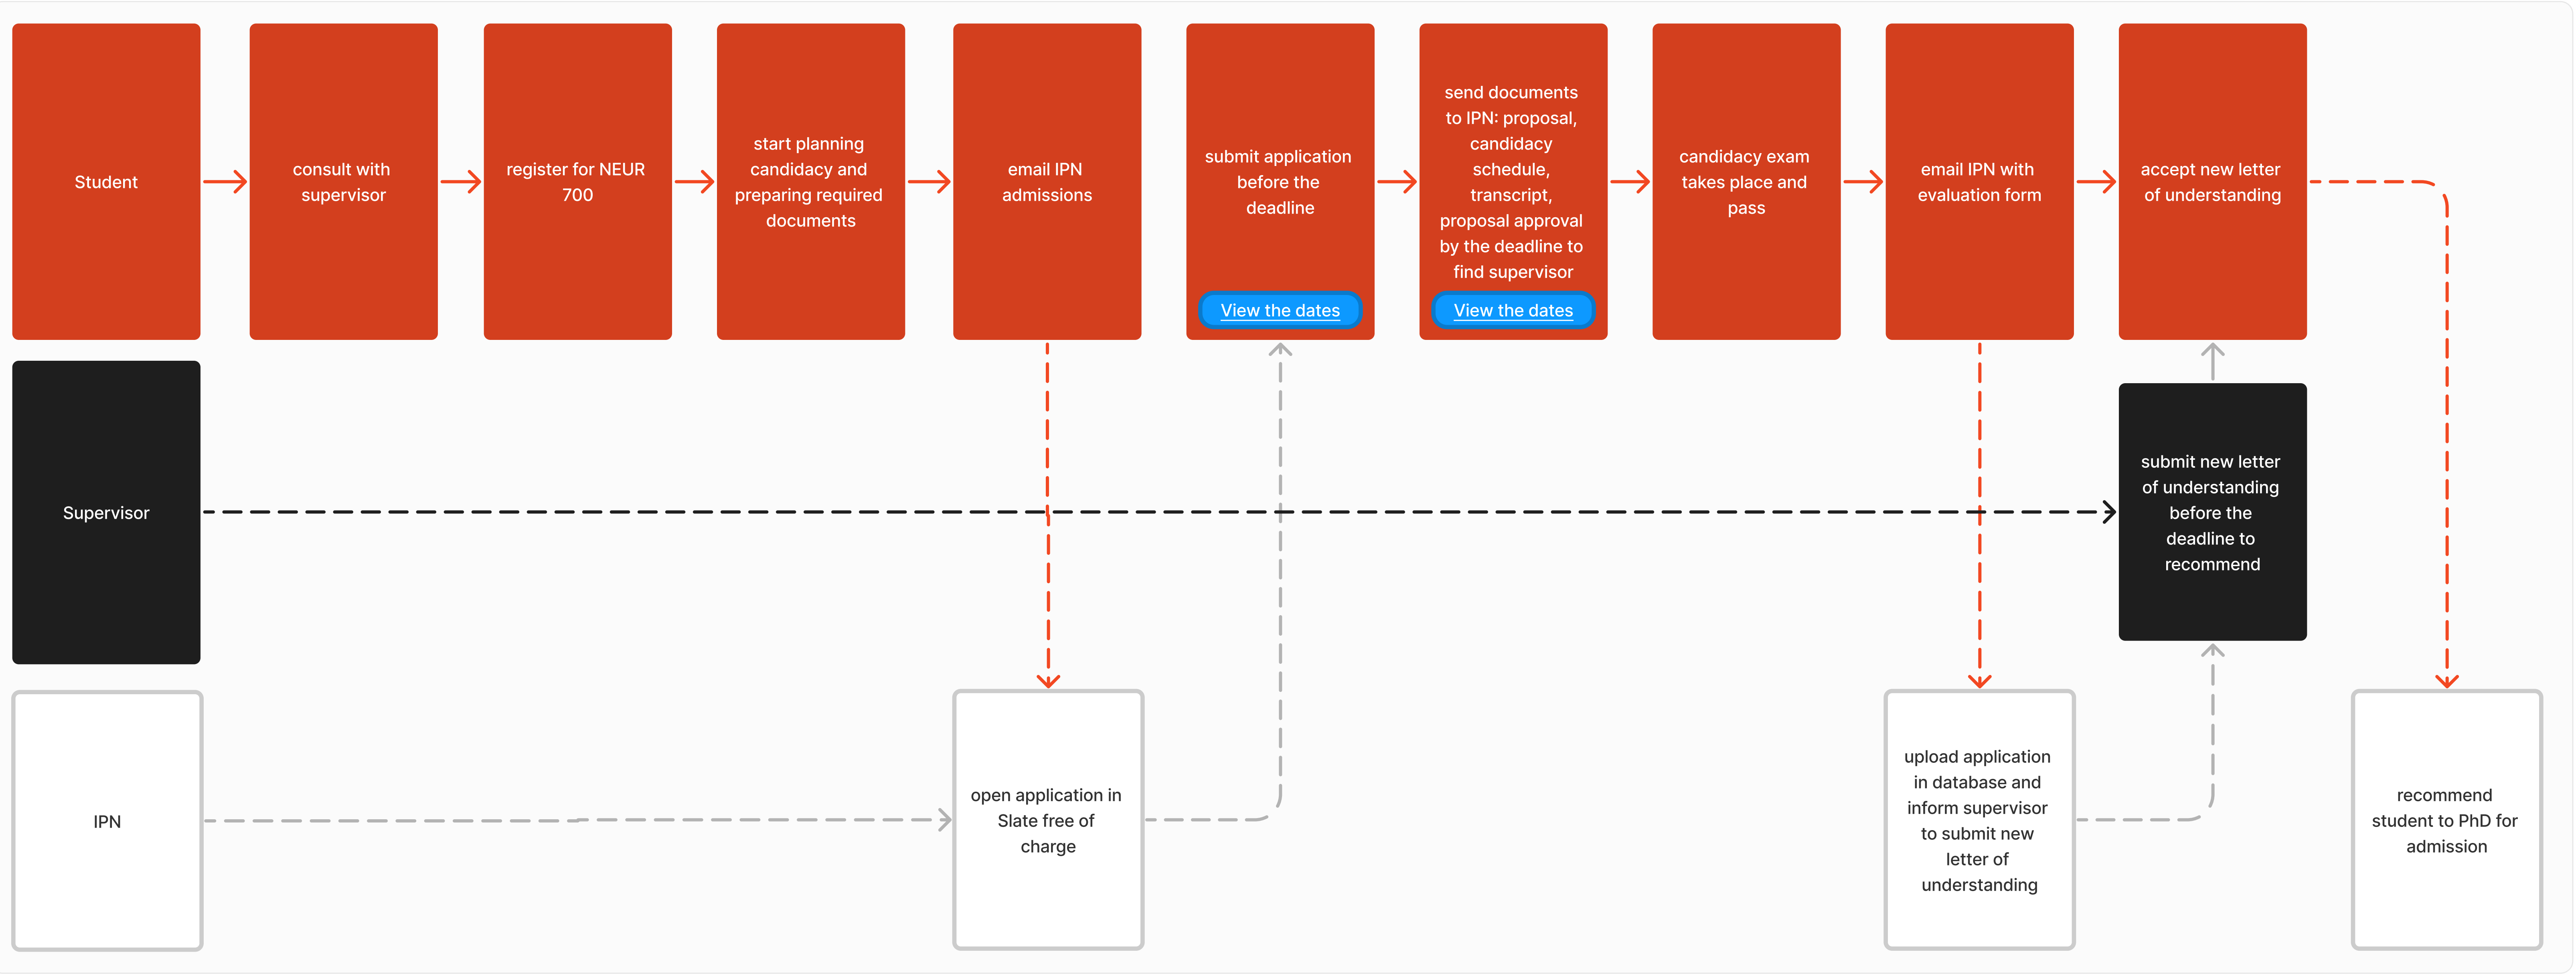 Student
consult with
supervisor
register for NEUR
700
start planning
candidacy and
preparing required
documents
email IPN
admissions
submit application
before the
deadline
View the dates
send documents
to IPN: proposal,
candidacy
schedule,
transcript,
proposal approval
by the deadline to
find supervisor
View the dates
candidacy exam
takes place and
pass
email IPN with
evaluation form
accept new letter
of understanding
Supervisor
submit new letter
of understanding
before the
deadline to
recommend
IPN
open application in
Slate free of
charge
upload application
in database and
inform supervisor
to submit new
letter of
understanding
recommend
student to PhD for
admission